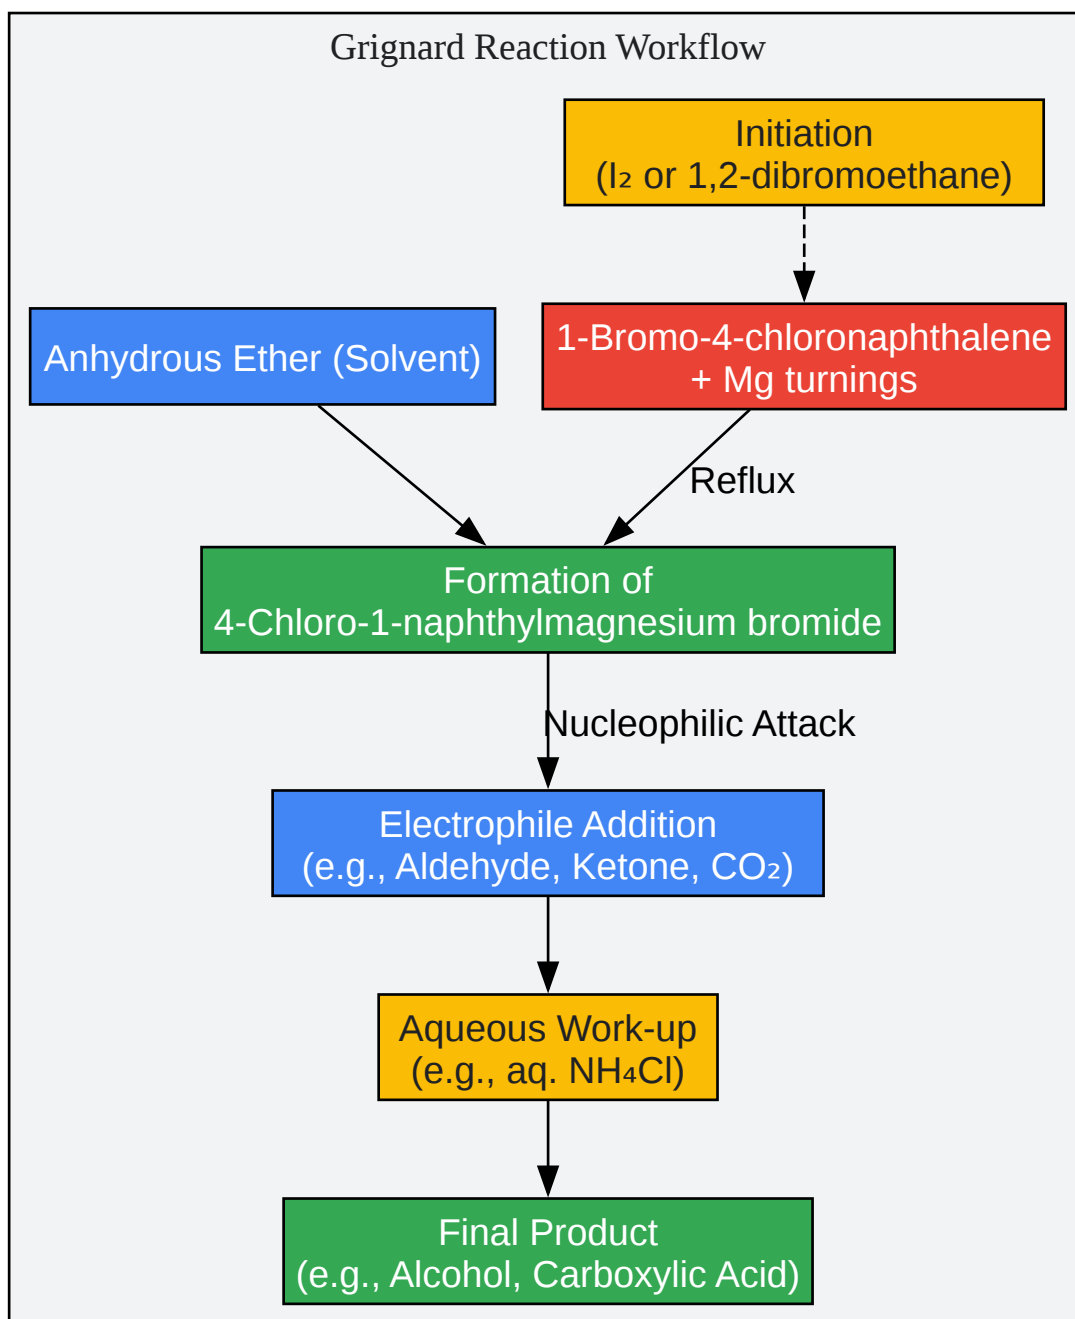 Grignard Reaction Workflow
Initiation
(I₂ or 1,2-dibromoethane)
Anhydrous Ether (Solvent)
1-Bromo-4-chloronaphthalene
+ Mg turnings
Reflux
Formation of
4-Chloro-1-naphthylmagnesium bromide
Nucleophilic Attack
Electrophile Addition
(e.g., Aldehyde, Ketone, CO₂)
Aqueous Work-up
(e.g., aq. NH₄Cl)
Final Product
(e.g., Alcohol, Carboxylic Acid)